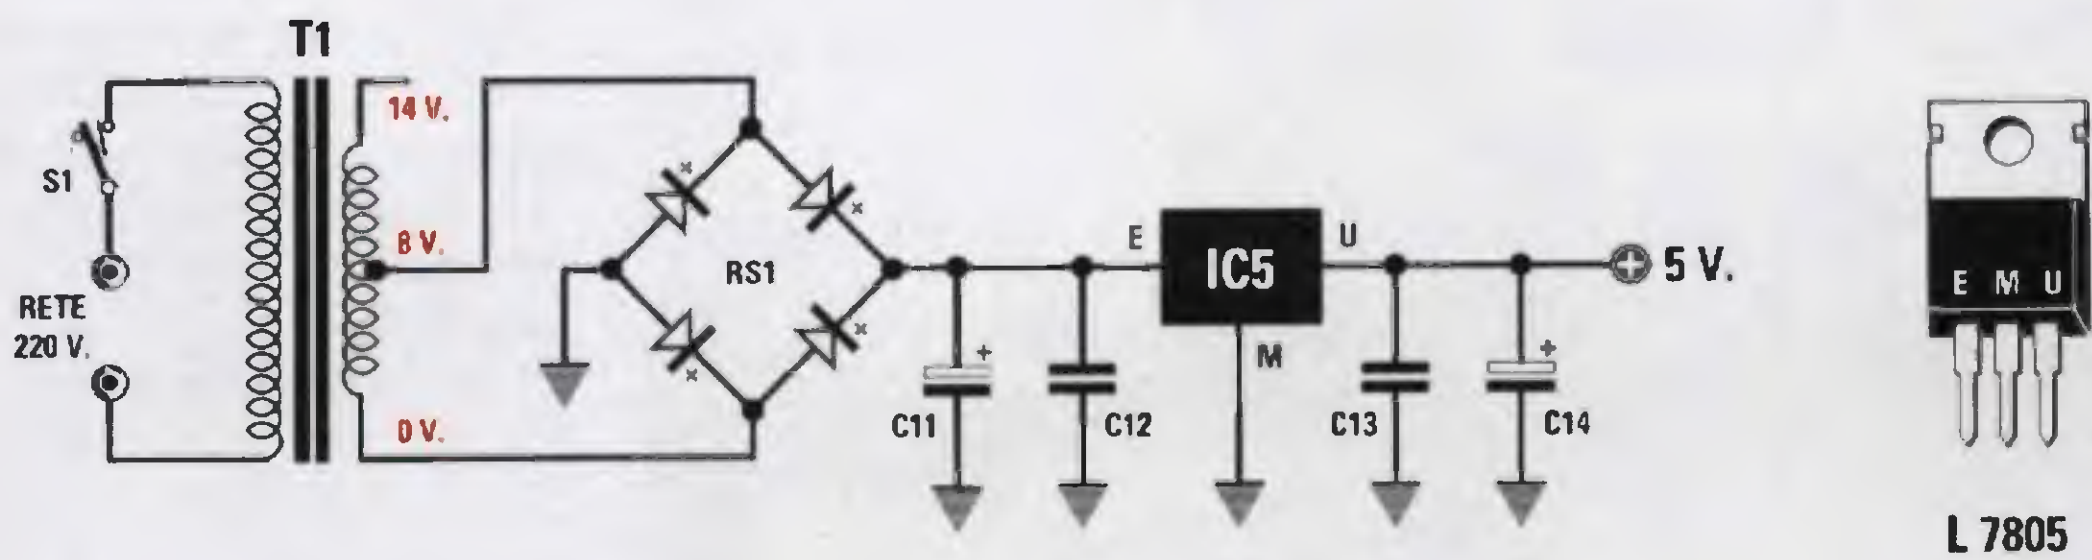 T1
14 V.
S1
8 V.
RETE
220 V.
0 V.
RS1
E
IC5
U
M
5 V.
+
+
C11
C12
C13
C14
E M U
L 7805